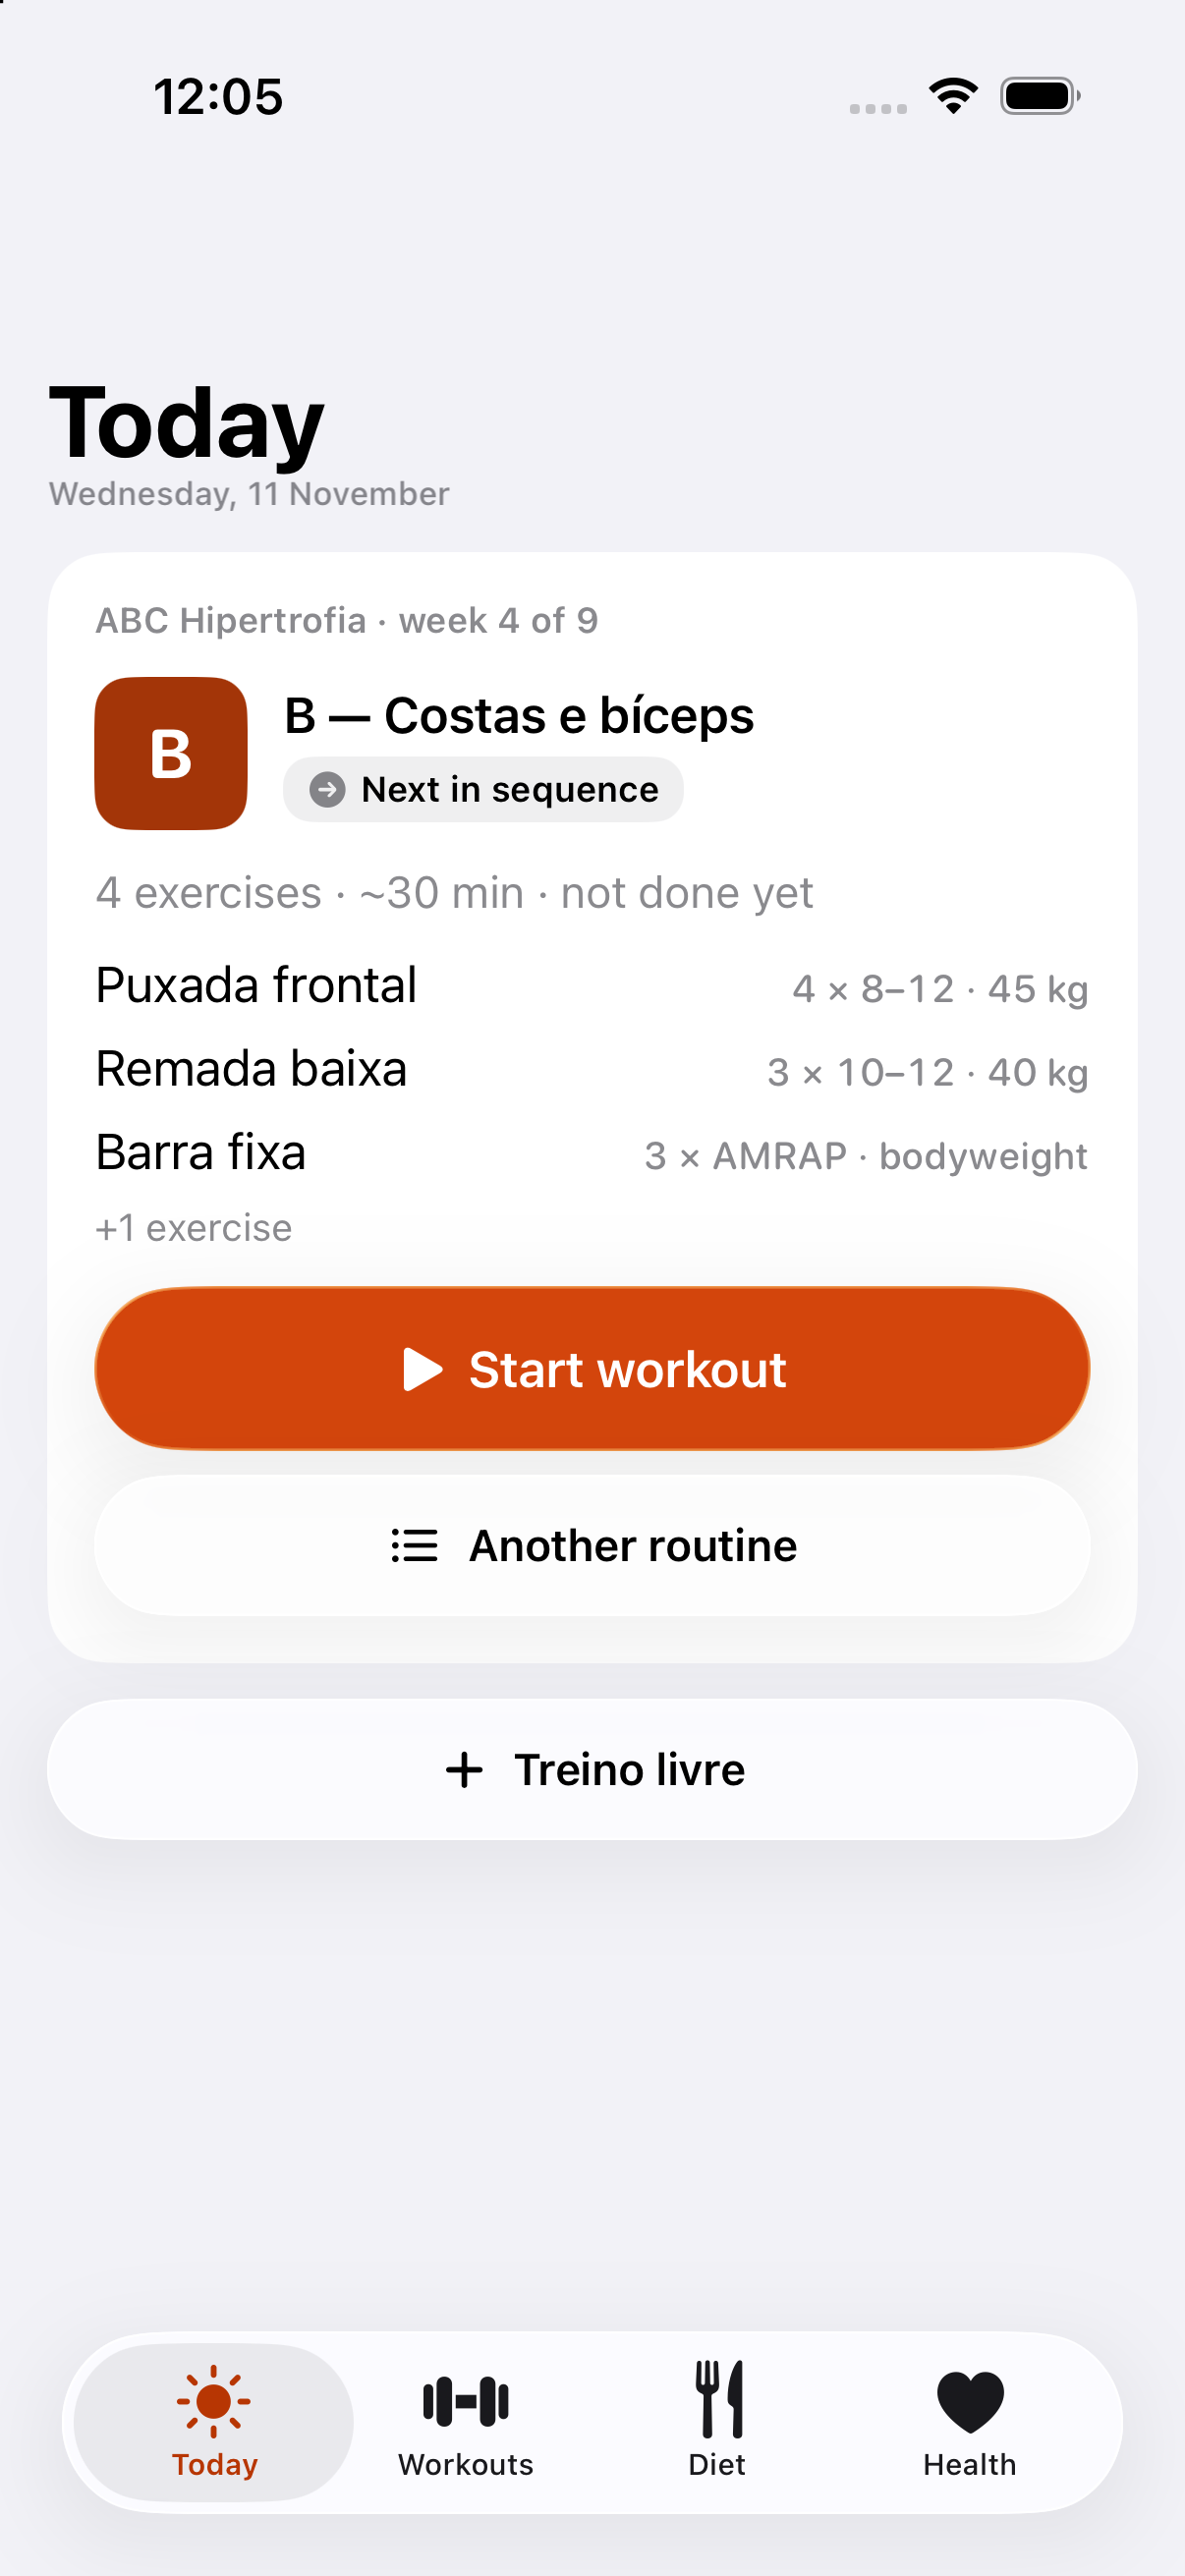 12:05
Today
Wednesday, 11 November
ABC Hipertrofia · week 4 of 9
B
B — Costas e bíceps
Next in sequence
4 exercises · ~30 min · not done yet
Puxada frontal 4 × 8–12 · 45 kg
Remada baixa 3 × 10–12 · 40 kg
Barra fixa 3 × AMRAP · bodyweight
+1 exercise
Start workout
Another routine
Treino livre
Today Workouts Diet Health